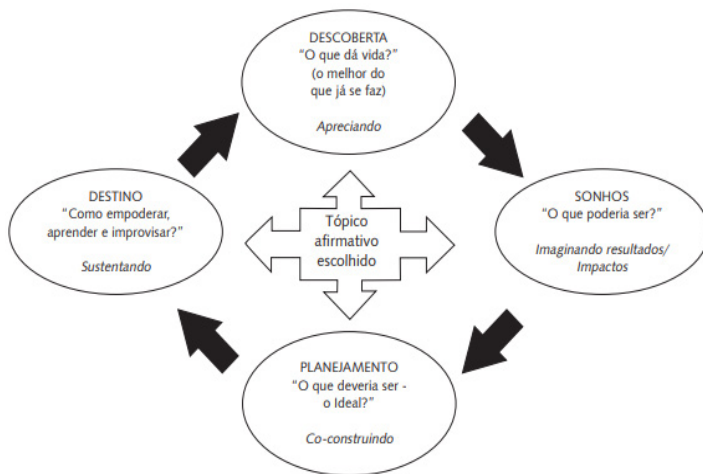 DESCOBERTA
“O que dá vida?”
(o melhor do
que já se faz)
Apreciando
DESTINO
“Como empoderar,
aprender e improvisar?”
Sustentando
Tópico
afirmativo
escolhido
SONHOS
“O que poderia ser?”
Imaginando resultados/
Impactos
PLANEJAMENTO
“O que deveria ser -
o Ideal?”
Co-construindo